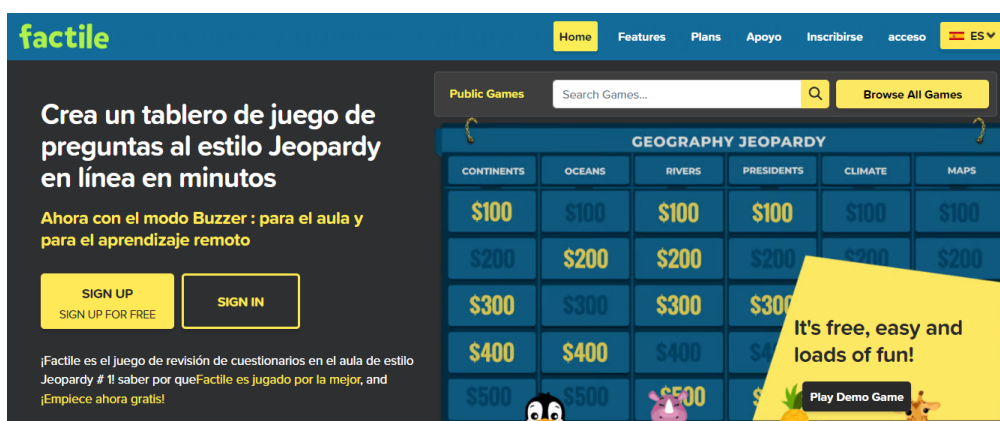 factile
Home Features Plans Apoyo Inscribirse acceso ES
Public Games Search Games... Browse All Games
Crea un tablero de juego de
preguntas al estilo Jeopardy
en línea en minutos
Ahora con el modo Buzzer : para el aula y
para el aprendizaje remoto
SIGN UP
SIGN UP FOR FREE
SIGN IN
¡Factile es el juego de revisión de cuestionarios en el aula de estilo
Jeopardy # 1! saber por queFactile es jugado por la mejor, and
¡Empiece ahora gratis!
GEOGRAPHY JEOPARDY
CONTINENTS OCEANS RIVERS PRESIDENTS CLIMATE MAPS
$100 $100 $100 $100 $100 $100
$200 $200 $200 $200 $200 $200
$300 $300 $300 $300
$400 $400 $400
$500 $500 $500
It's free, easy and
loads of fun!
Play Demo Game